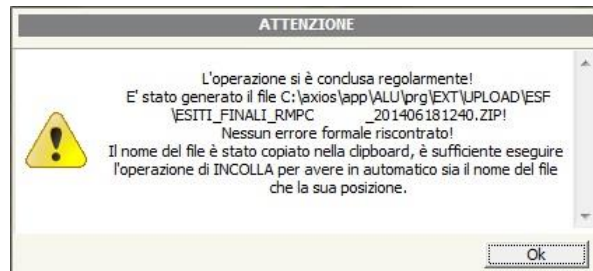 ATTENZIONE
L'operazione si è conclusa regolarmente!
E' stato generato il file C:\axios\app\ALU\prg\EXT\UPLOAD\ESF
\ESITI_FINALI_RMPC _201406181240.ZIP!
Nessun errore formale riscontrato!
Il nome del file è stato copiato nella clipboard, è sufficiente eseguire
l'operazione di INCOLLA per avere in automatico sia il nome del file
che la sua posizione.
Ok